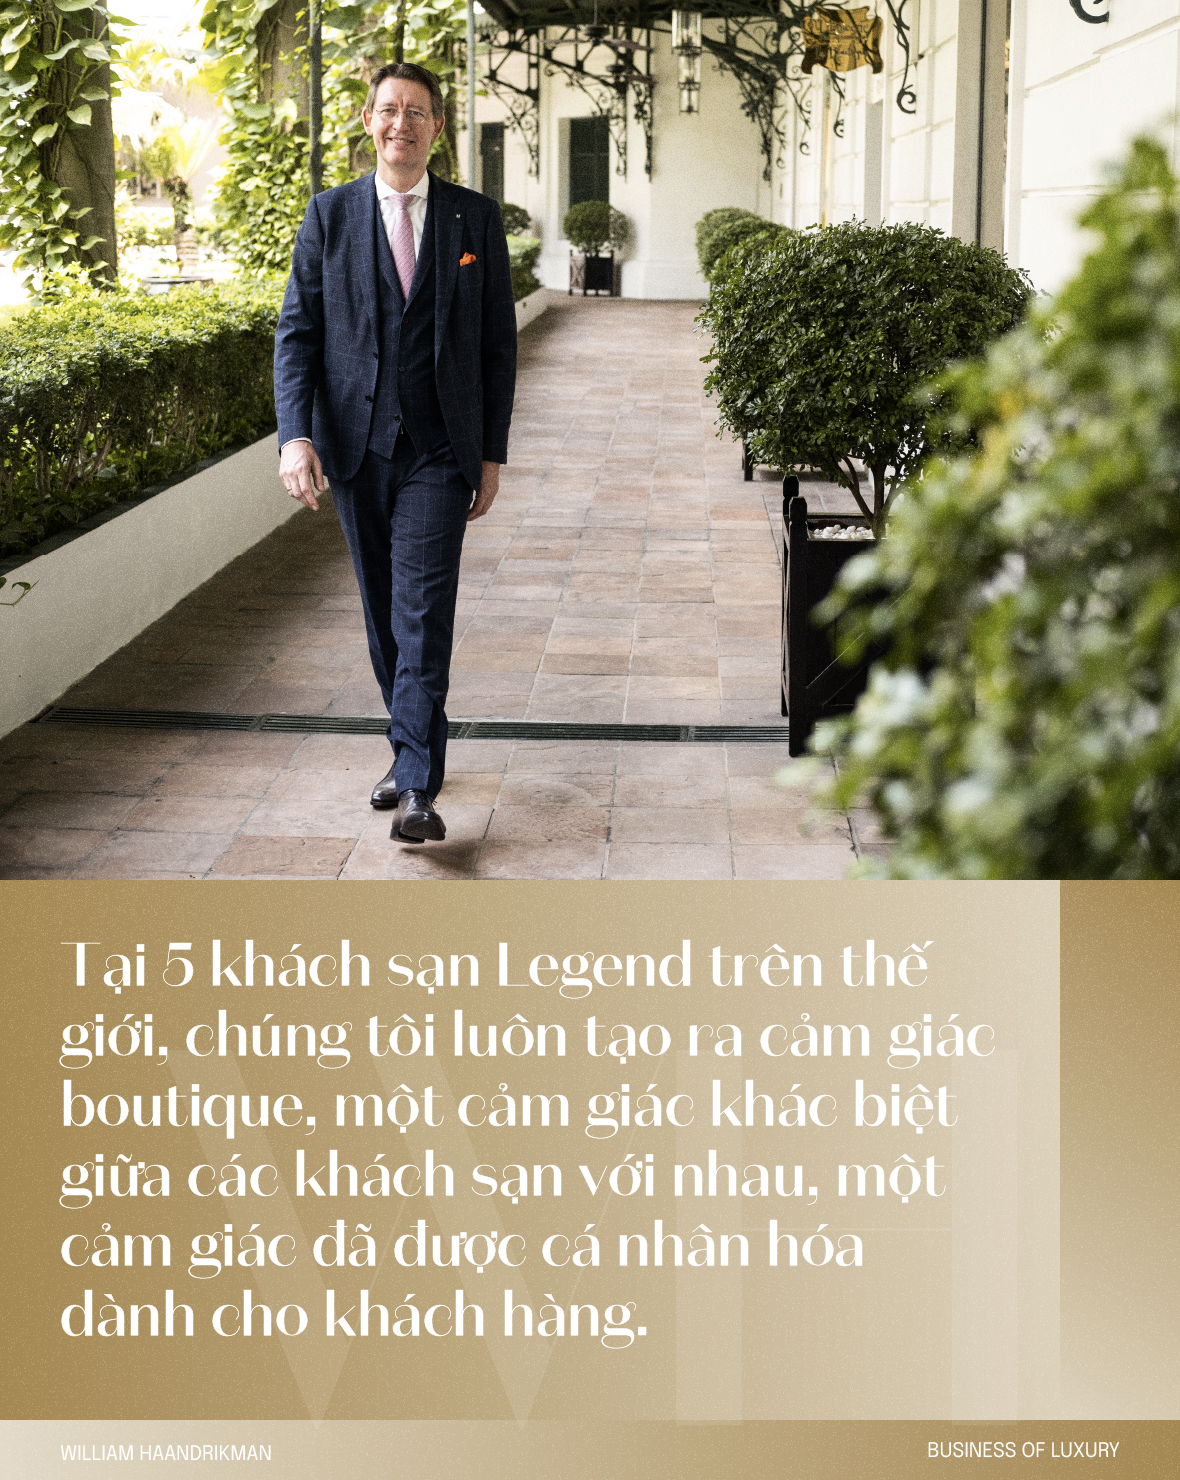 Tại 5 khách sạn Legend trên thế
giới, chúng tôi luôn tạo ra cảm giác
boutique, một cảm giác khác biệt
giữa các khách sạn với nhau, một
cảm giác đã được cá nhân hóa
dành cho khách hàng.
WILLIAM HAANDRIKMAN
BUSINESS OF LUXURY